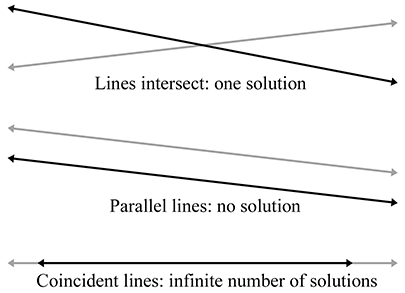 Lines intersect: one solution
Parallel lines: no solution
Coincident lines: infinite number of solutions